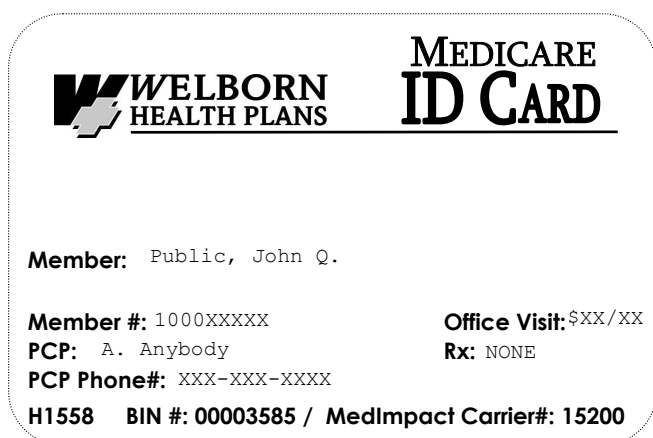 WELBORN
HEALTH PLANS
MEDICARE
ID CARD
Member: Public, John Q.
Member #: 1000XXXXX Office Visit: $XX/XX
PCP: A. Anybody Rx: NONE
PCP Phone#: XXX-XXX-XXXX
H1558 BIN #: 00003585 / MedImpact Carrier#: 15200